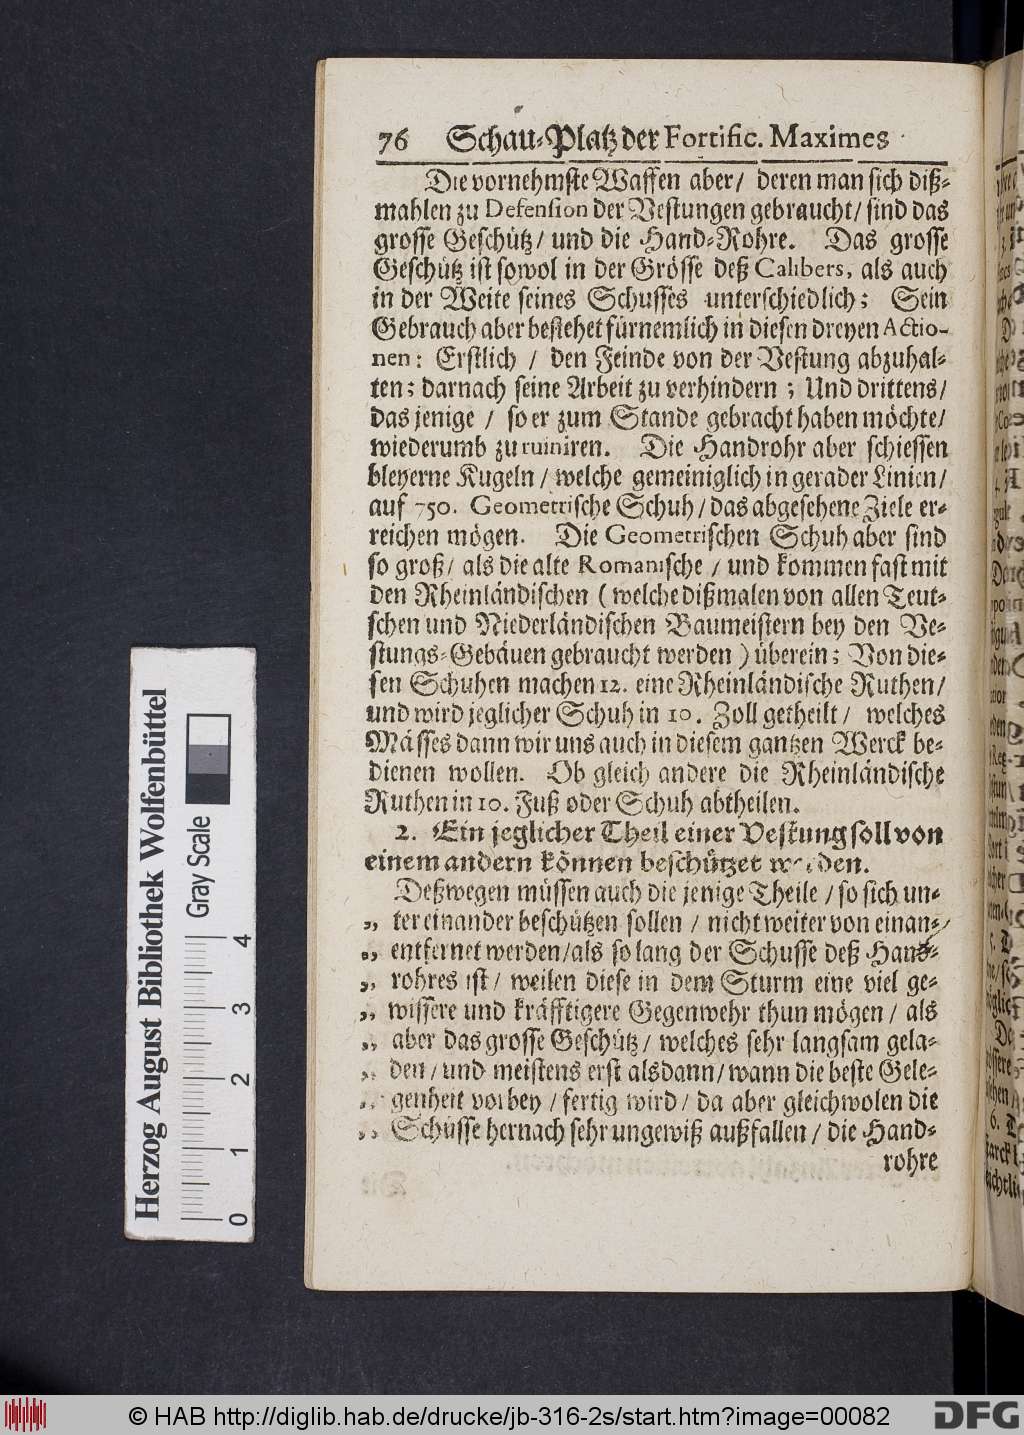 76 Schau-Platz der Fortific. Maximes
Die vornehmste Waffen aber/ deren man sich diß-
mahlen zu Defension der Vestungen gebraucht/ sind das
grosse Geschütz/ und die Hand-Rohre. Das grosse
Geschütz ist sowol in der Grösse deß Calibers, als auch
in der Weite seines Schusses unterschiedlich; Sein
Gebrauch aber bestehet fürnemlich in diesen dreyen Actio-
nen: Erstlich / den Feinde von der Vestung abzuhal-
ten; darnach seine Arbeit zu verhindern; Und drittens/
das jenige / so er zum Stande gebracht haben möchte/
wiederumb zu ruiniren. Die Handrohr aber schiessen
bleyerne Kugeln / welche gemeiniglich in gerader Linien/
auf 750. Geometrische Schuh / das abgesehene Ziele er-
reichen mögen. Die Geometrischen Schuh aber sind
so groß/ als die alte Romanische / und kommen fast mit
den Rheinländischen (welche dißmalen von allen Teut-
schen und Niederländischen Baumeistern bey den Ve-
stungs-Gebäuen gebraucht werden) überein; Von die-
sen Schuhen machen 12. eine Rheinländische Ruthen/
und wird jeglicher Schuh in 10. Zoll getheilt / welches
Mässes dann wir uns auch in diesem gantzen Werck be-
dienen wollen. Ob gleich andere die Rheinländische
Ruthen in 10. Fuß oder Schuh abtheilen.
2. Ein jeglicher Theil einer Vestung soll von
einem andern können beschützet werden.
Deßwegen müssen auch die jenige Theile / so sich un-
„ ter einander beschützen sollen / nicht weiter von einan-
„ entfernet werden/als so lang der Schusse deß Hand-
„ rohres ist/ weilen diese in dem Sturm eine viel ge-
„ wissere und kräfftigere Gegenwehr thun mögen / als
„ aber das grosse Geschütz / welches sehr langsam gela-
„ den / und meistens erst alsdann/ wann die beste Gele-
„ genheit vorbey / fertig wird / da aber gleichwolen die
„ Schüsse hernach sehr ungewiß außfallen / die Hand-
rohre
Herzog August Bibliothek Wolfenbüttel
Gray Scale
0 1 2 3 4
© HAB http://diglib.hab.de/drucke/jb-316-2s/start.htm?image=00082
DFG